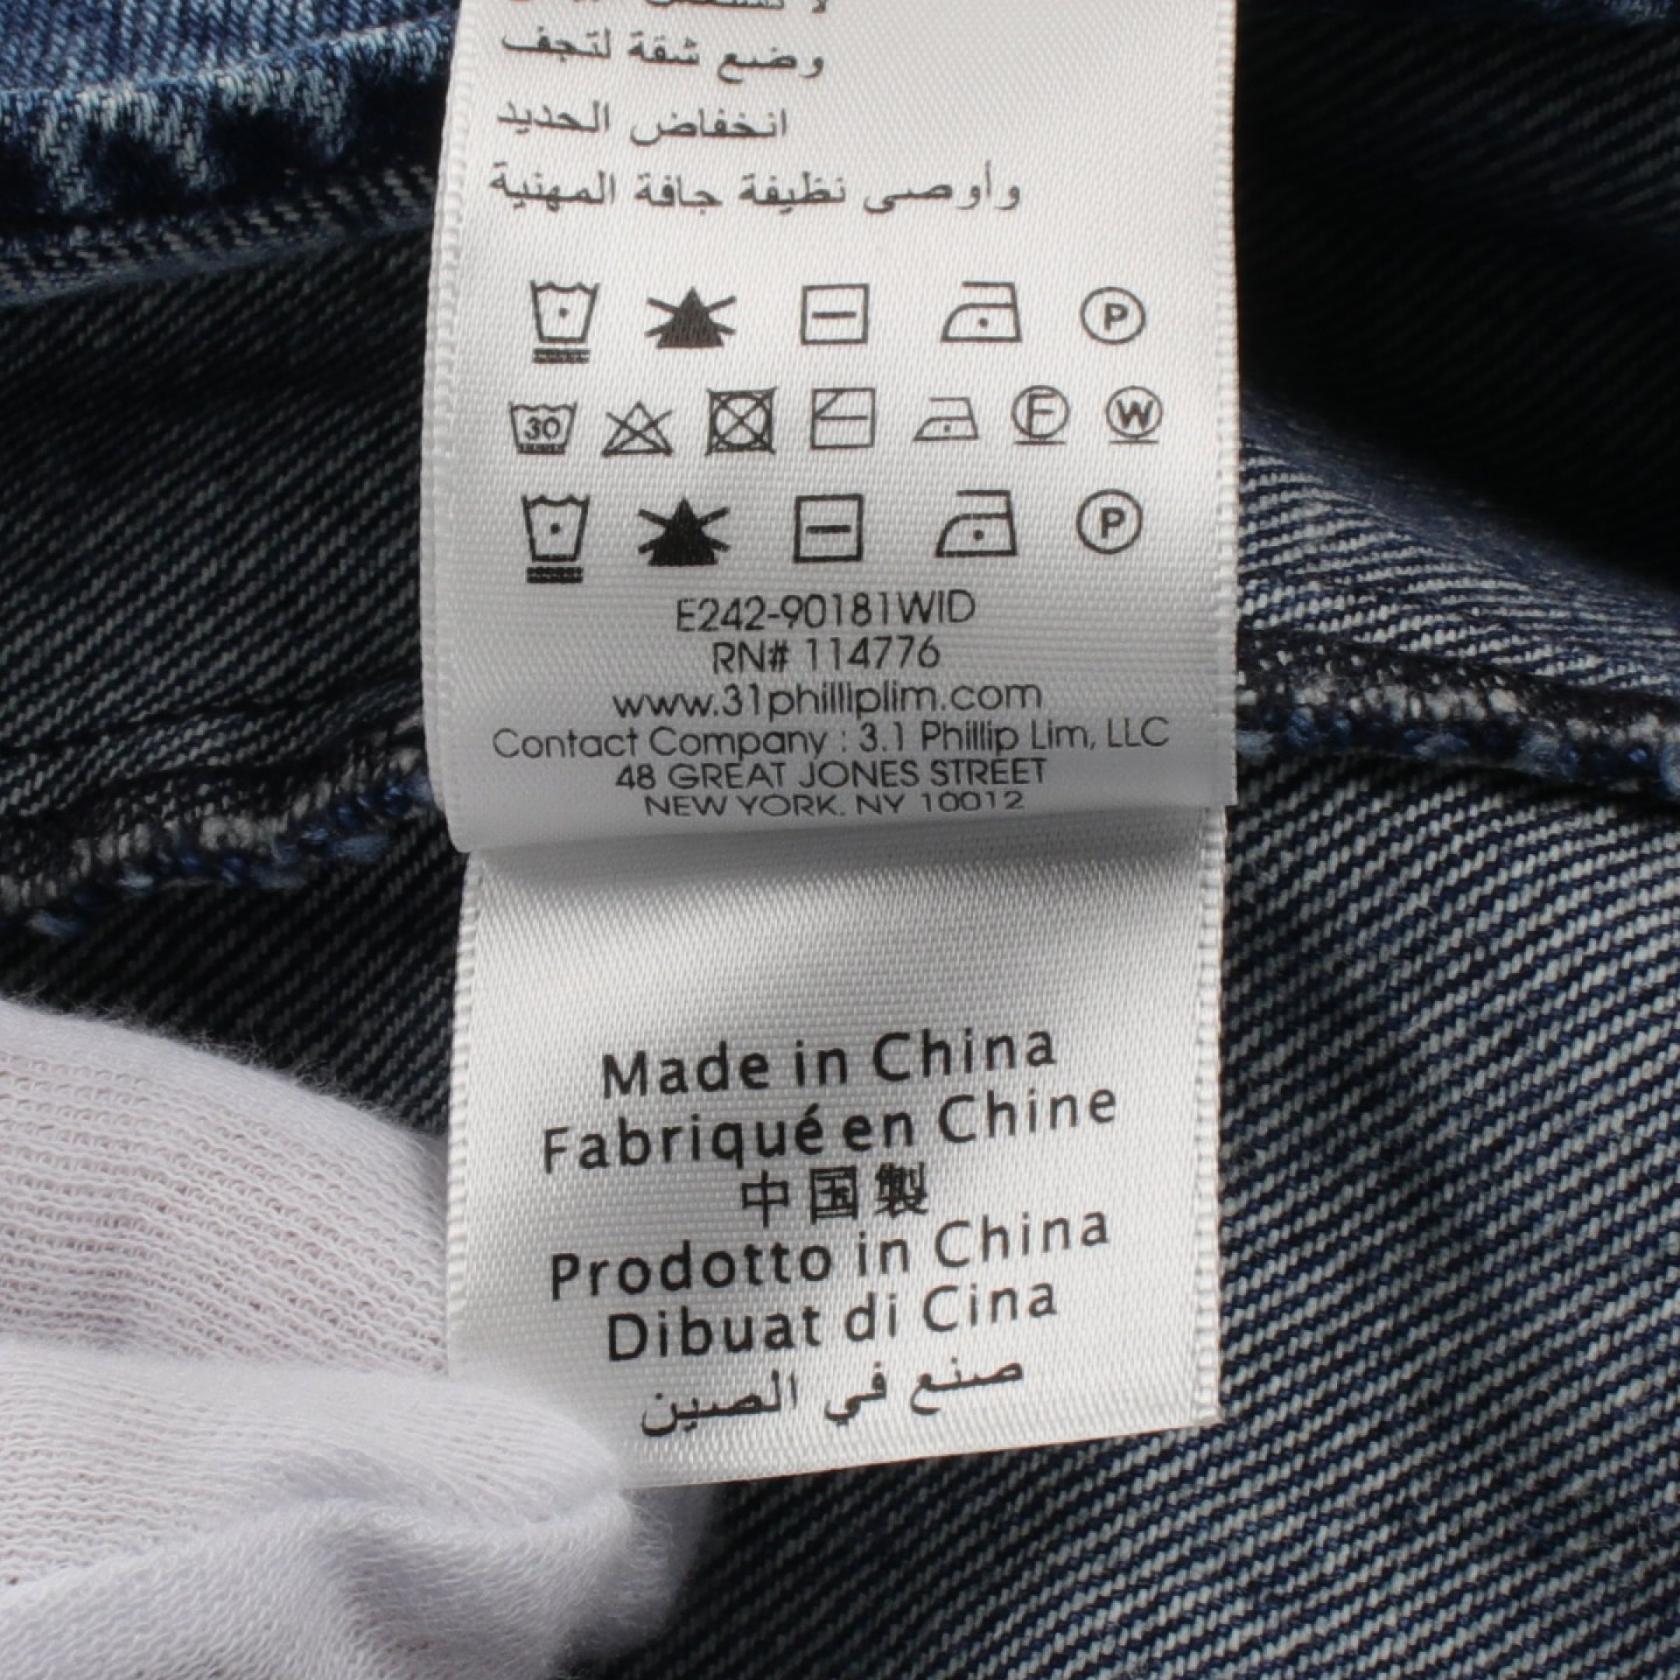 وضع شقة لتجف
انخفاض الحديد
وأوصى نظيفة جافة المهنية
P
30 F W
P
E242-90181WID
RN# 114776
www.31philliplim.com
Contact Company : 3.1 Phillip Lim, LLC
48 GREAT JONES STREET
NEW YORK. NY 10012
Made in China
Fabriqué en Chine
中国製
Prodotto in China
Dibuat di Cina
صنع في الصين